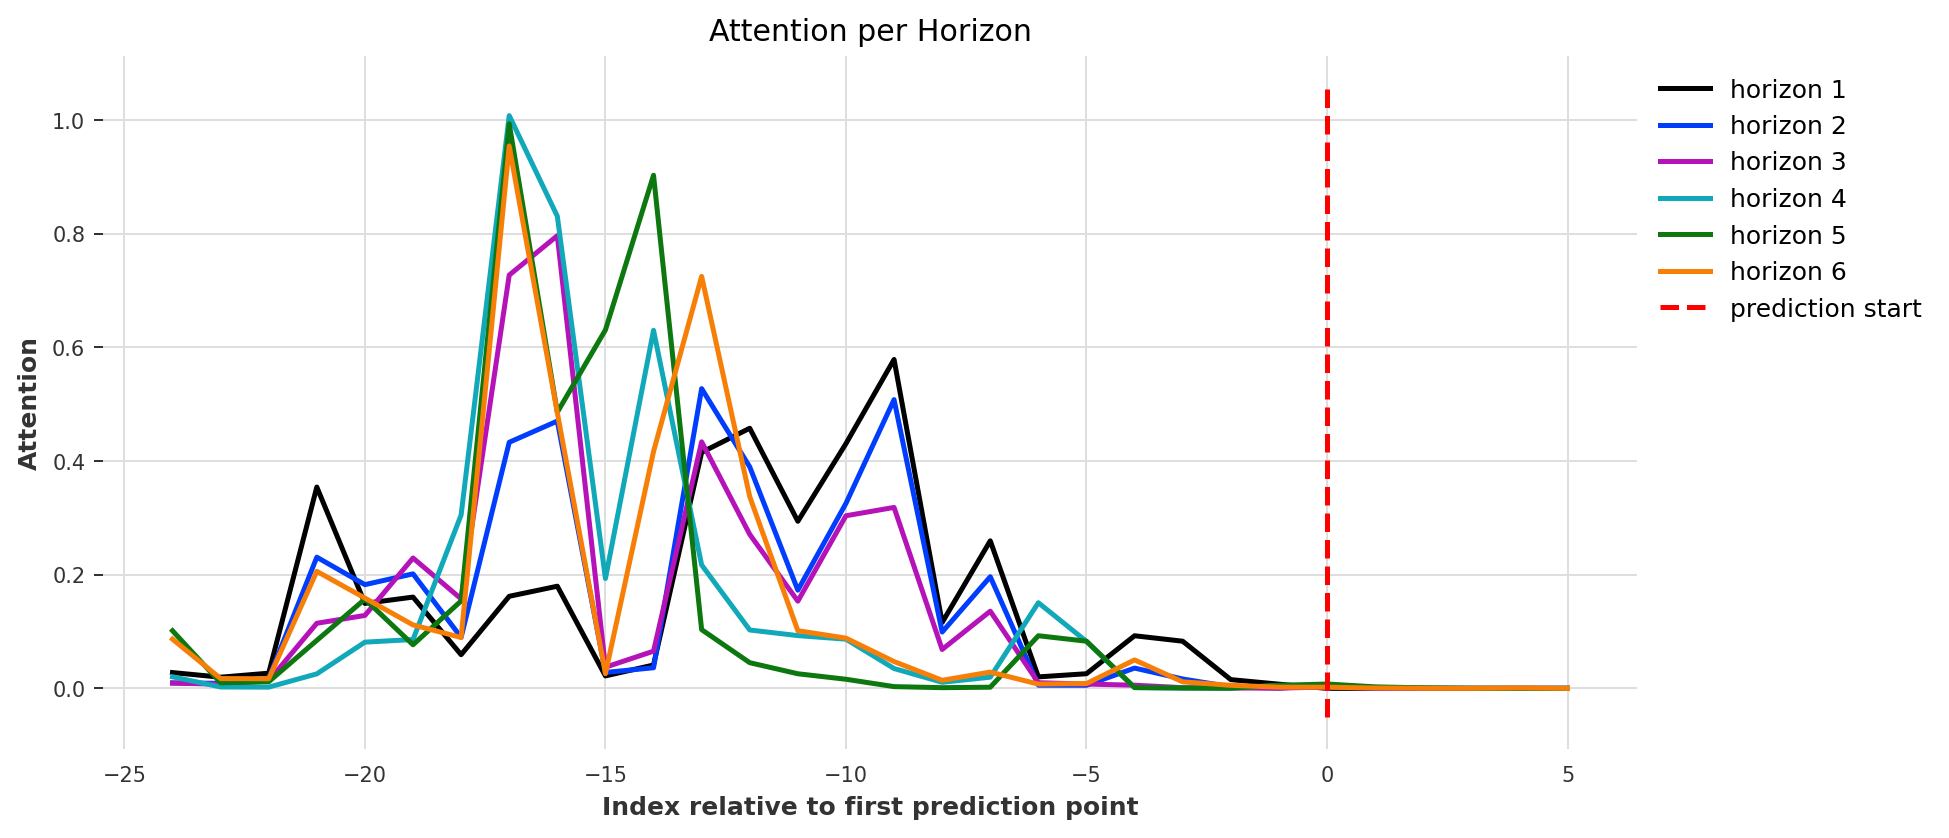 Attention per Horizon
1.0
0.8
0.6
0.4
0.2
0.0
Attention
−25
−20
−15
−10
−5
0
5
Index relative to first prediction point
horizon 1
horizon 2
horizon 3
horizon 4
horizon 5
horizon 6
prediction start